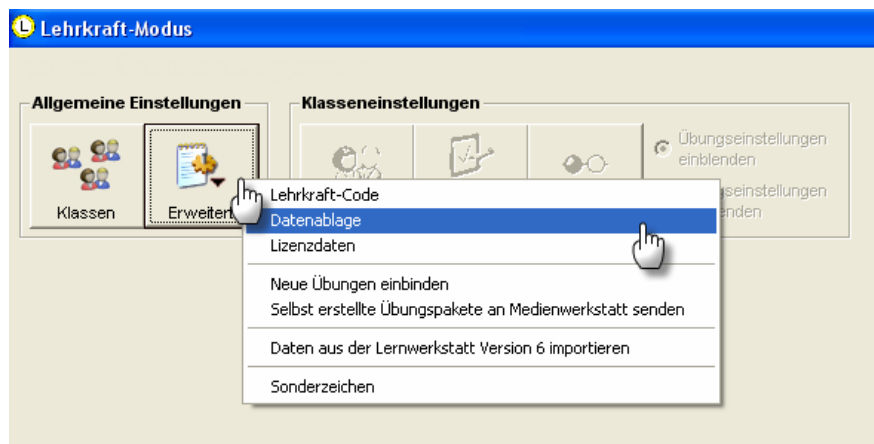 Lehrkraft-Modus
Allgemeine Einstellungen
Klasseneinstellungen
Klassen
Erweitert
Übungseinstellungen
einblenden
Lehrkraft-Code
Datenablage
Lizenzdaten
Neue Übungen einbinden
Selbst erstellte Übungspakete an Medienwerkstatt senden
Daten aus der Lernwerkstatt Version 6 importieren
Sonderzeichen